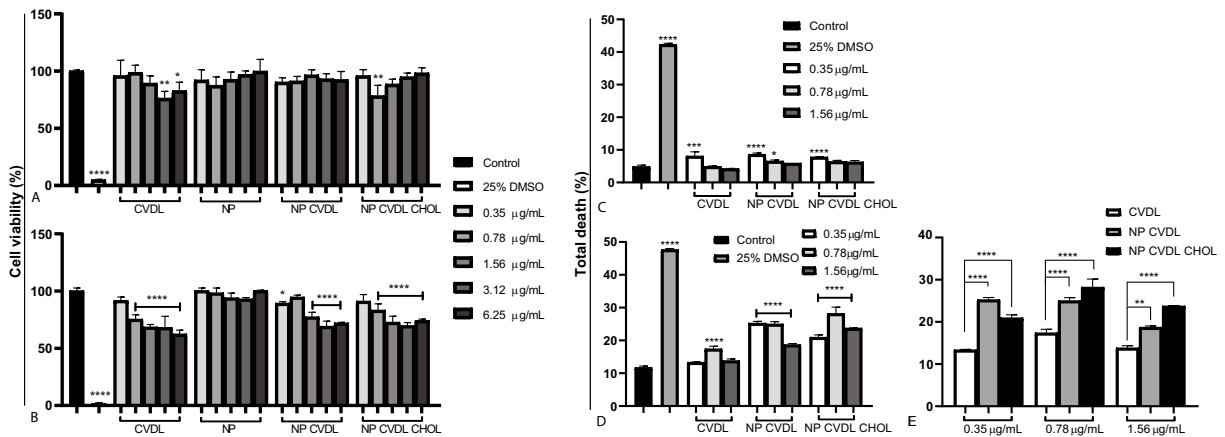 Cell viability (%)
150
100
50
0
****
**
*
**
A
CVDL
NP
NP CVDL
NP CVDL CHOL
150
100
50
0
****
****
*
****
****
B
CVDL
NP
NP CVDL
NP CVDL CHOL
Control
25% DMSO
0.35 μg/mL
0.78 μg/mL
1.56 μg/mL
3.12 μg/mL
6.25 μg/mL
Total death (%)
50
40
30
20
10
0
****
***
****
*
****
Control
25% DMSO
0.35 μg/mL
0.78 μg/mL
1.56 μg/mL
C
CVDL
NP CVDL
NP CVDL CHOL
50
40
30
20
10
0
****
****
****
****
Control
25% DMSO
0.35 μg/mL
0.78 μg/mL
1.56 μg/mL
D
CVDL
NP CVDL
NP CVDL CHOL
CVDL
NP CVDL
NP CVDL CHOL
40
30
20
10
0
****
****
****
****
****
**
E
0.35 μg/mL
0.78 μg/mL
1.56 μg/mL